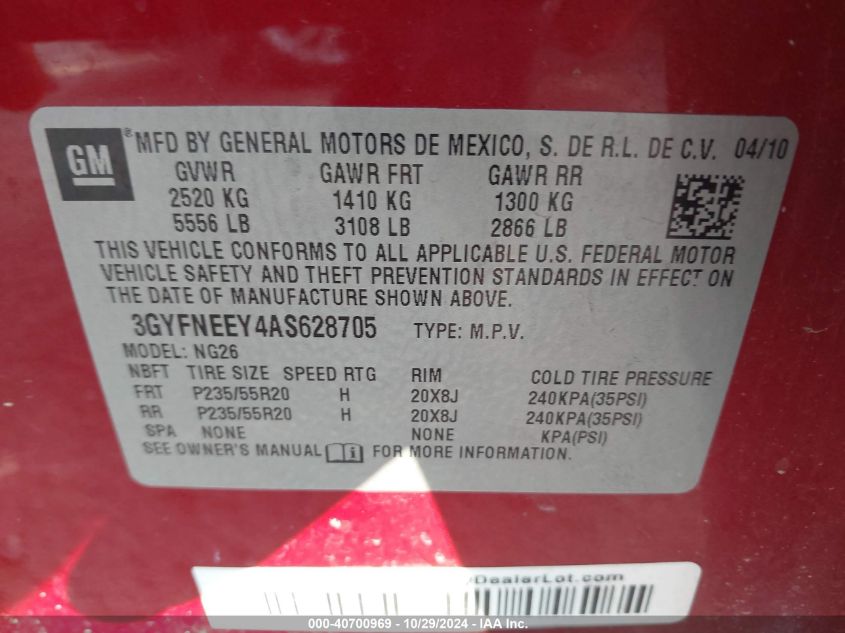 GM ® MFD BY GENERAL MOTORS DE MEXICO, S. DE R.L. DE C.V. 04/10
GVWR GAWR FRT GAWR RR
2520 KG 1410 KG 1300 KG
5556 LB 3108 LB 2866 LB
THIS VEHICLE CONFORMS TO ALL APPLICABLE U.S. FEDERAL MOTOR
VEHICLE SAFETY AND THEFT PREVENTION STANDARDS IN EFFECT ON
THE DATE OF MANUFACTURE SHOWN ABOVE.
3GYFNEEY4AS628705 TYPE: M.P.V.
MODEL: NG26
NBFT TIRE SIZE SPEED RTG RIM COLD TIRE PRESSURE
FRT P235/55R20 H 20X8J 240KPA(35PSI)
RR P235/55R20 H 20X8J 240KPA(35PSI)
SPA NONE NONE KPA(PSI)
SEE OWNER'S MANUAL FOR MORE INFORMATION.
DealerLot.com
000-40700969 - 10/29/2024 - IAA Inc.